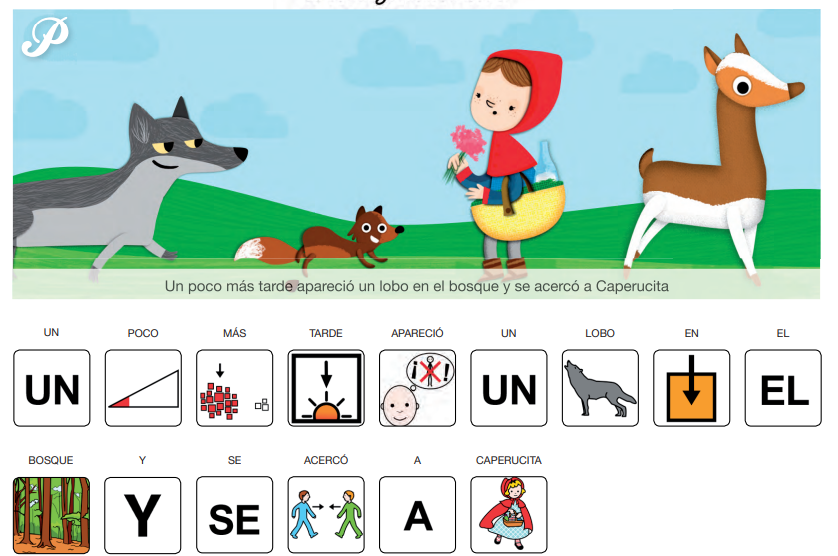 P
Un poco más tarde apareció un lobo en el bosque y se acercó a Caperucita
UN POCO MÁS TARDE APARECIÓ UN LOBO EN EL
UN ¡ ! UN EL
BOSQUE Y SE ACERCÓ A CAPERUCITA
Y SE A